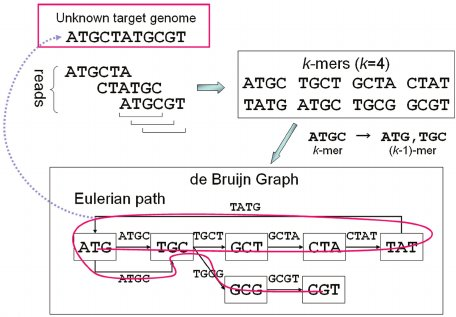 Unknown target genome
ATGCTATGCGT
reads
ATGCTA
CTATGC
ATGCGT
k-mers (k=4)
ATGC TGCT GCTA CTAT
TATG ATGC TGCG GCGT
ATGC → ATG,TGC
k-mer (k-1)-mer
de Bruijn Graph
Eulerian path
TATG
ATGC TGCT GCTA CTAT
ATG TGC GCT CTA TAT
ATGC TGCG GCGT
GCG CGT